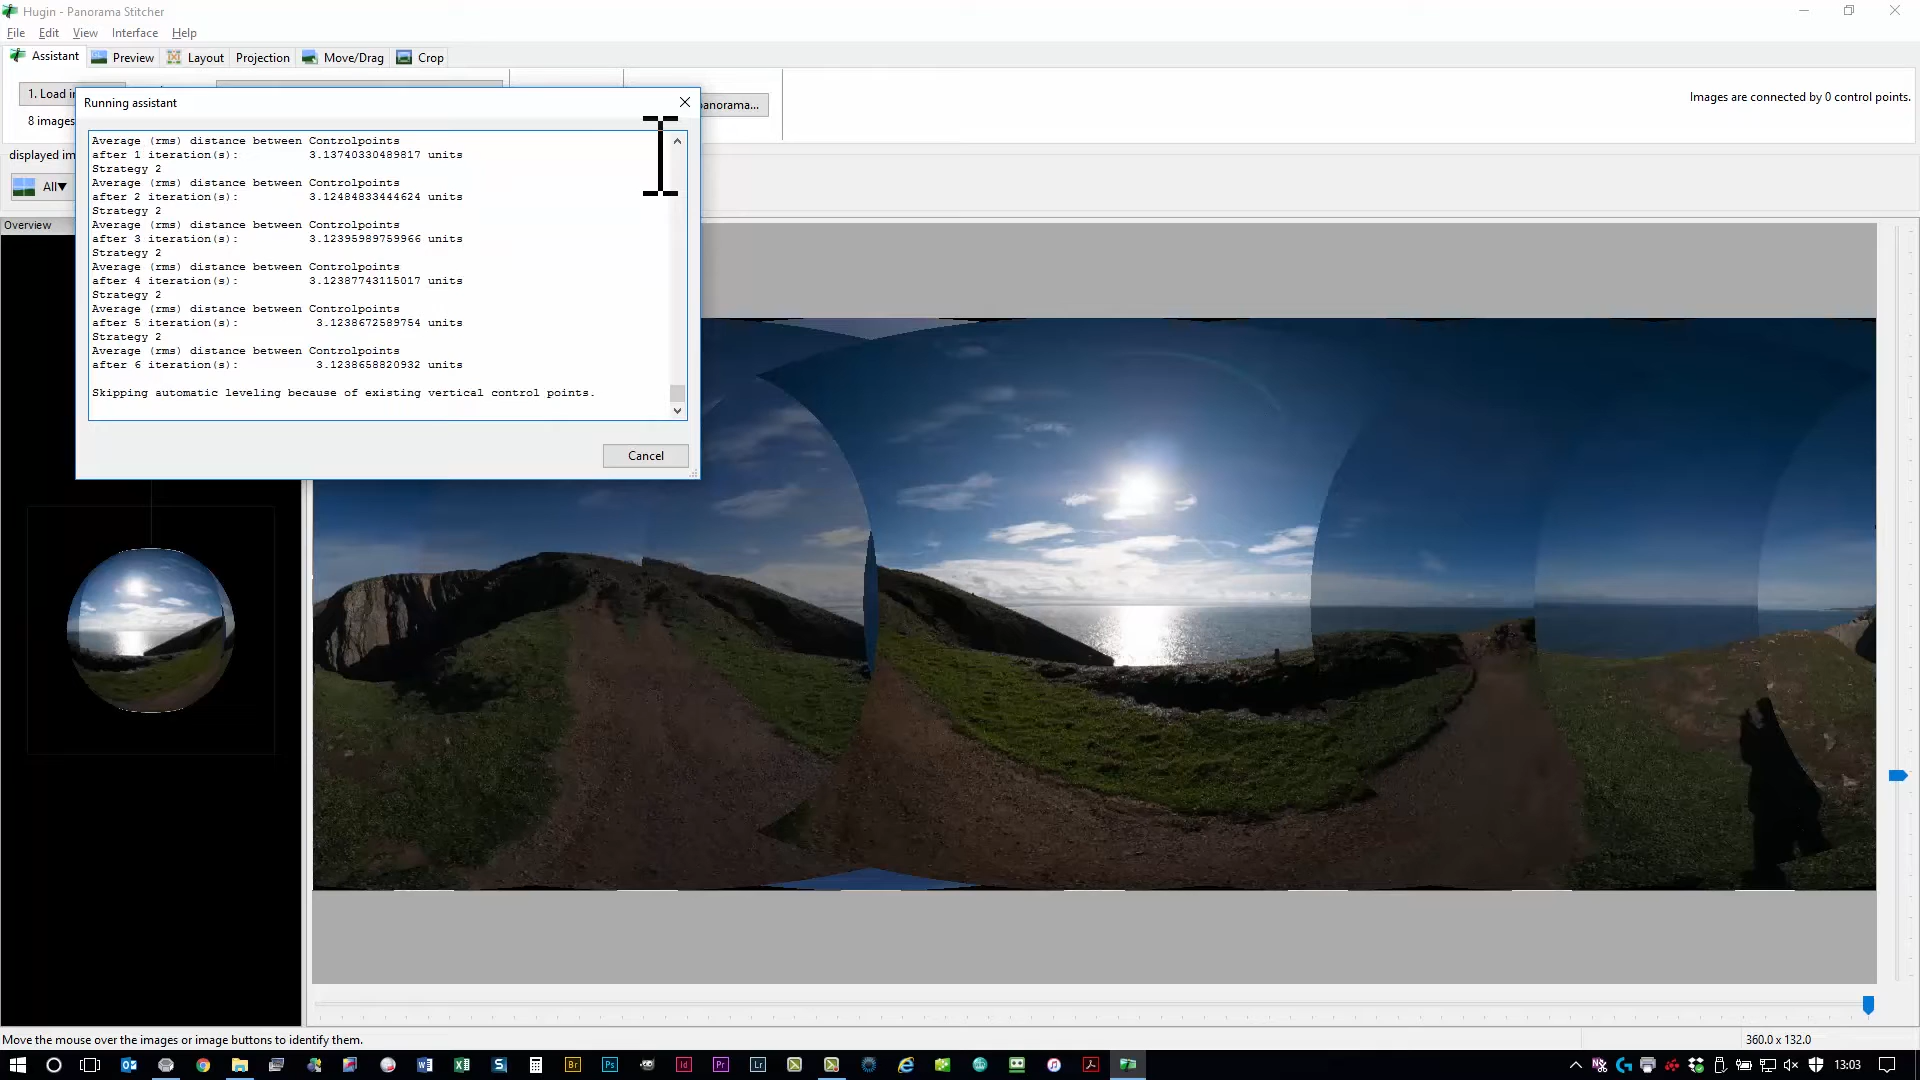 Hugin - Panorama Stitcher
File Edit View Interface Help
Assistant Preview Layout Projection Move/Drag Crop
1. Load i
panorama...
Images are connected by 0 control points.
8 images
displayed im
All▼
Overview
Running assistant
Average (rms) distance between Controlpoints
after 1 iteration(s): 3.13740330489817 units
Strategy 2
Average (rms) distance between Controlpoints
after 2 iteration(s): 3.12484833444624 units
Strategy 2
Average (rms) distance between Controlpoints
after 3 iteration(s): 3.12395989759966 units
Strategy 2
Average (rms) distance between Controlpoints
after 4 iteration(s): 3.12387743115017 units
Strategy 2
Average (rms) distance between Controlpoints
after 5 iteration(s): 3.1238672589754 units
Strategy 2
Average (rms) distance between Controlpoints
after 6 iteration(s): 3.1238658820932 units
Skipping automatic leveling because of existing vertical control points.
Cancel
Move the mouse over the images or image buttons to identify them.
360.0 x 132.0
Br Ps Id Pr Lr
13:03